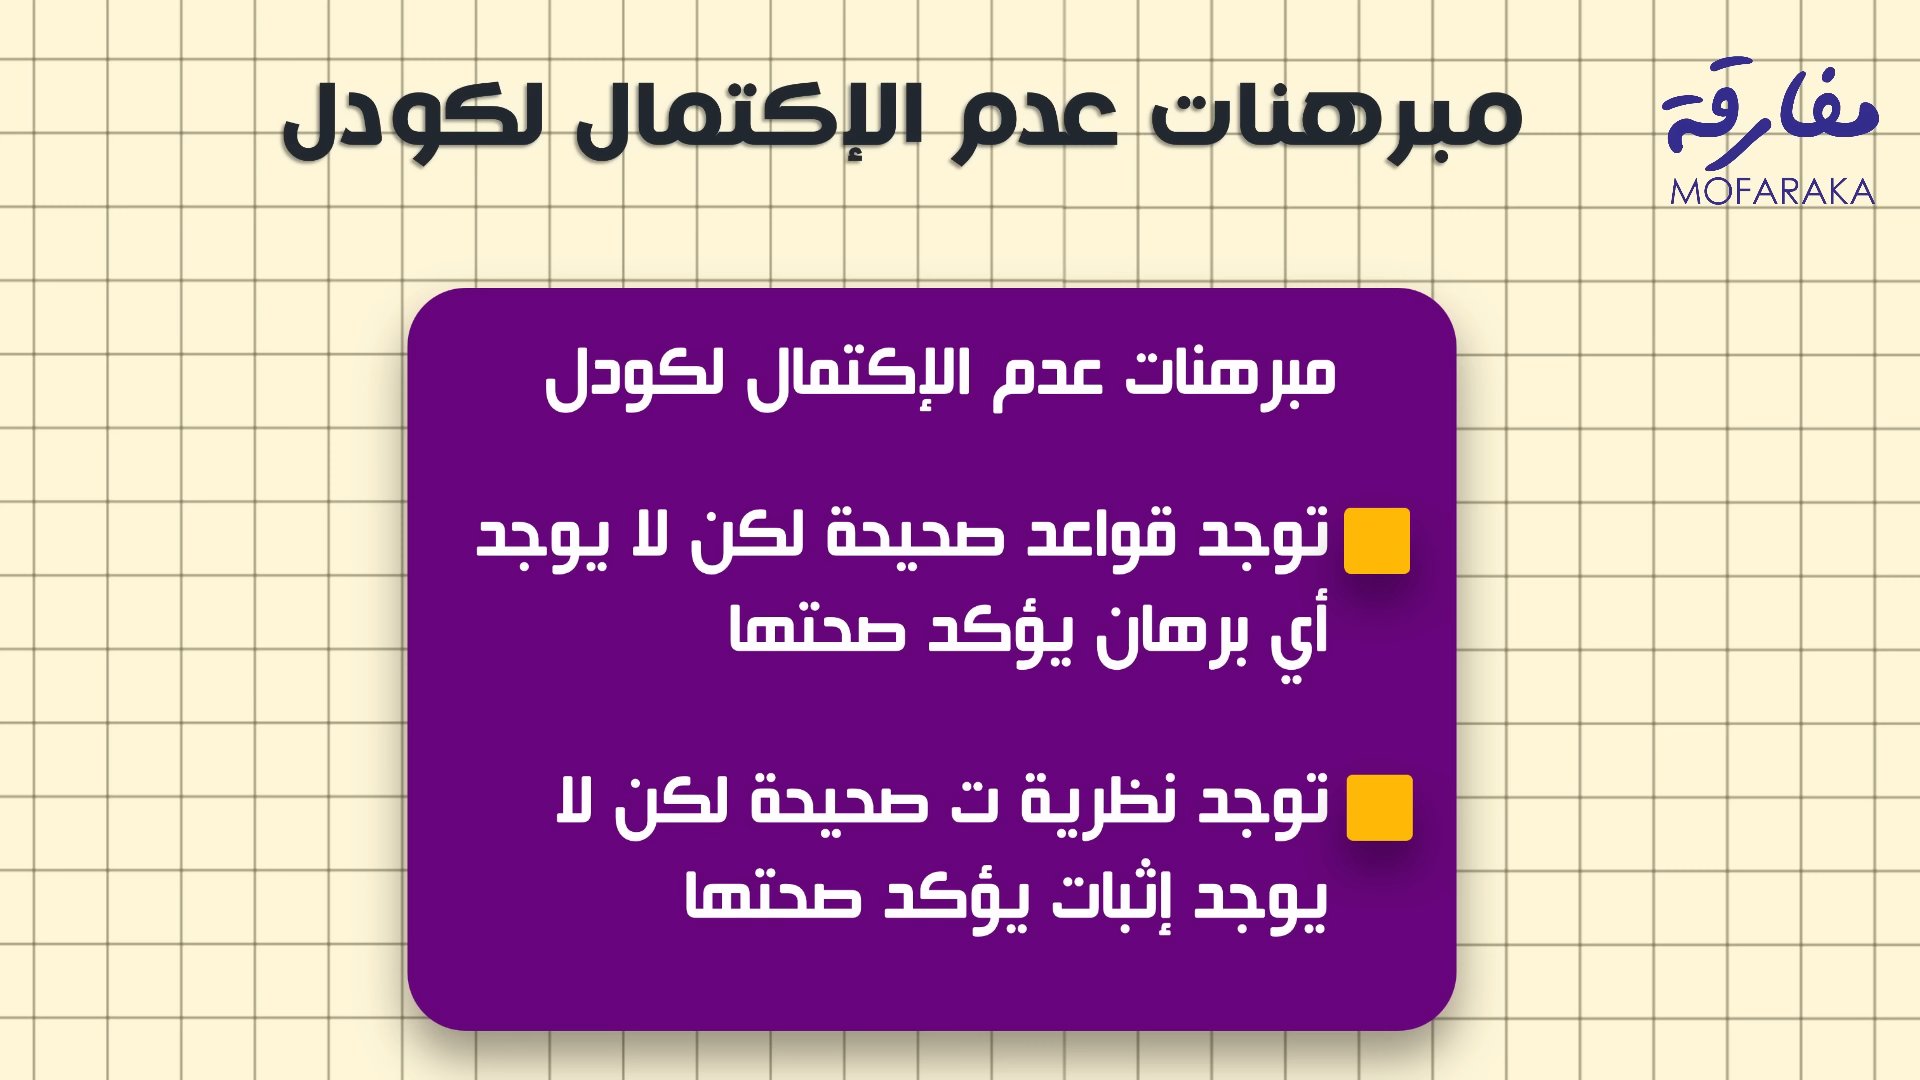 مبرهنات عدم الإكتمال لكودل
مفارقة
MOFARAKA
مبرهنات عدم الإكتمال لكودل
توجد قواعد صحيحة لكن لا يوجد
أي برهان يؤكد صحتها
توجد نظرية ت صحيحة لكن لا
يوجد إثبات يؤكد صحتها